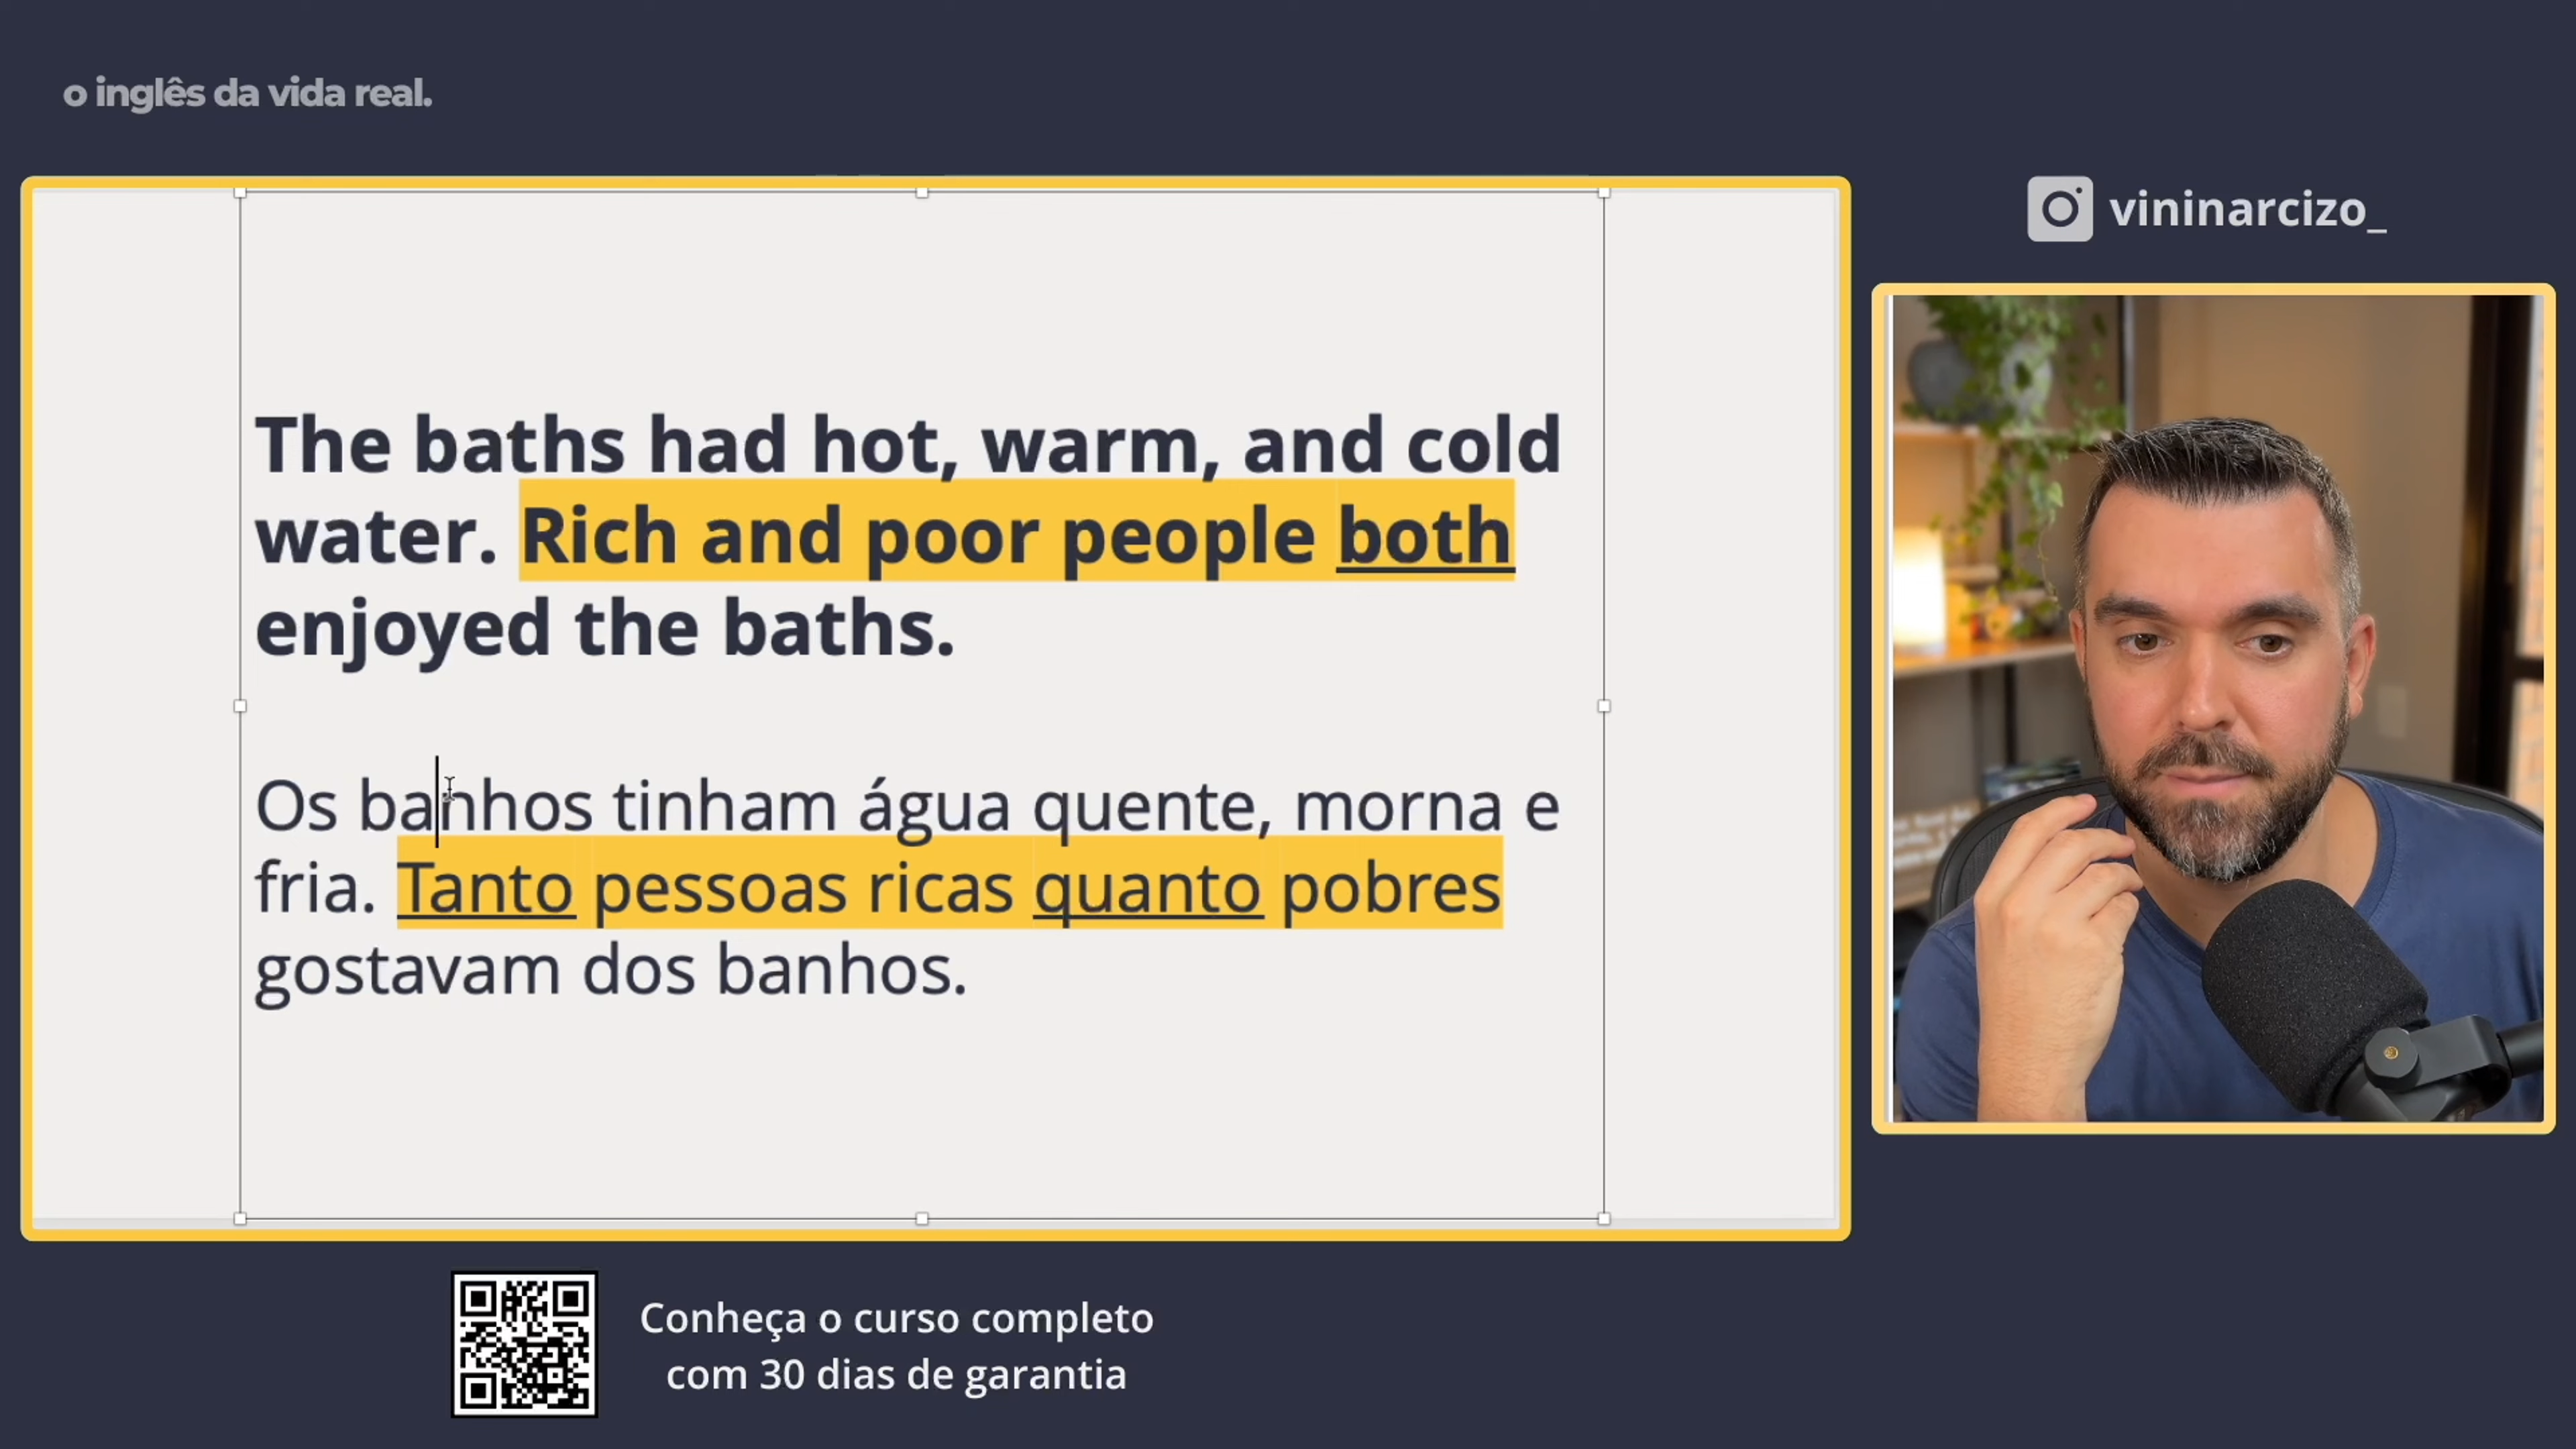 o inglês da vida real.
vininarcizo_
The baths had hot, warm, and cold
water. Rich and poor people both
enjoyed the baths.
Os banhos tinham água quente, morna e
fria. Tanto pessoas ricas quanto pobres
gostavam dos banhos.
Conheça o curso completo
com 30 dias de garantia